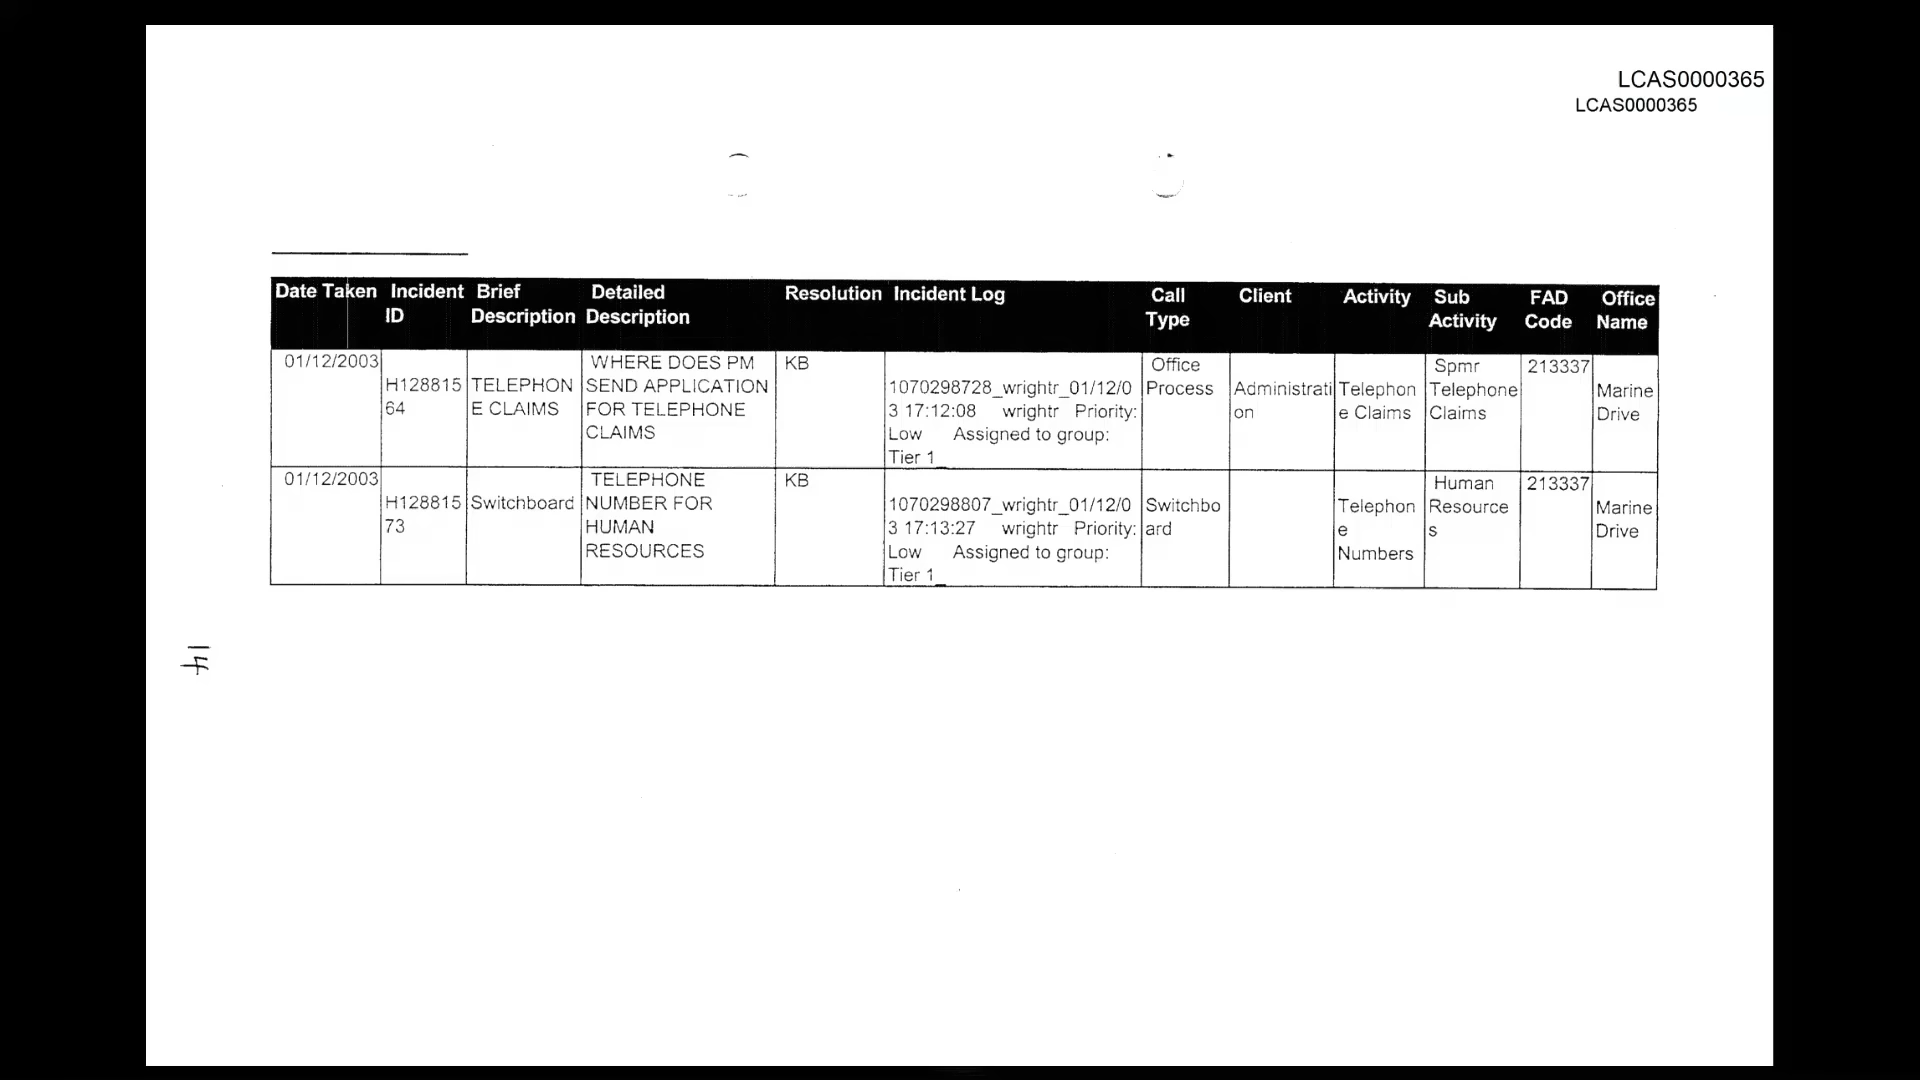 LCAS0000365
LCAS0000365
Date Taken Incident Brief Detailed Resolution Incident Log Call Client Activity Sub FAD Office
ID Description Description Type Activity Code Name
01/12/2003 WHERE DOES PM KB Office Spmr 213337
H128815 TELEPHON SEND APPLICATION 1070298728_wrightr_01/12/0 Process Administrati Telephon Telephone Marine
64 E CLAIMS FOR TELEPHONE 3 17:12:08 wrightr Priority: on e Claims Claims Drive
CLAIMS Low Assigned to group:
Tier 1
01/12/2003 TELEPHONE KB Human 213337
H128815 Switchboard NUMBER FOR 1070298807_wrightr_01/12/0 Switchbo Telephon Resource Marine
73 HUMAN 3 17:13:27 wrightr Priority: ard e s Drive
RESOURCES Low Assigned to group: Numbers
Tier 1
14